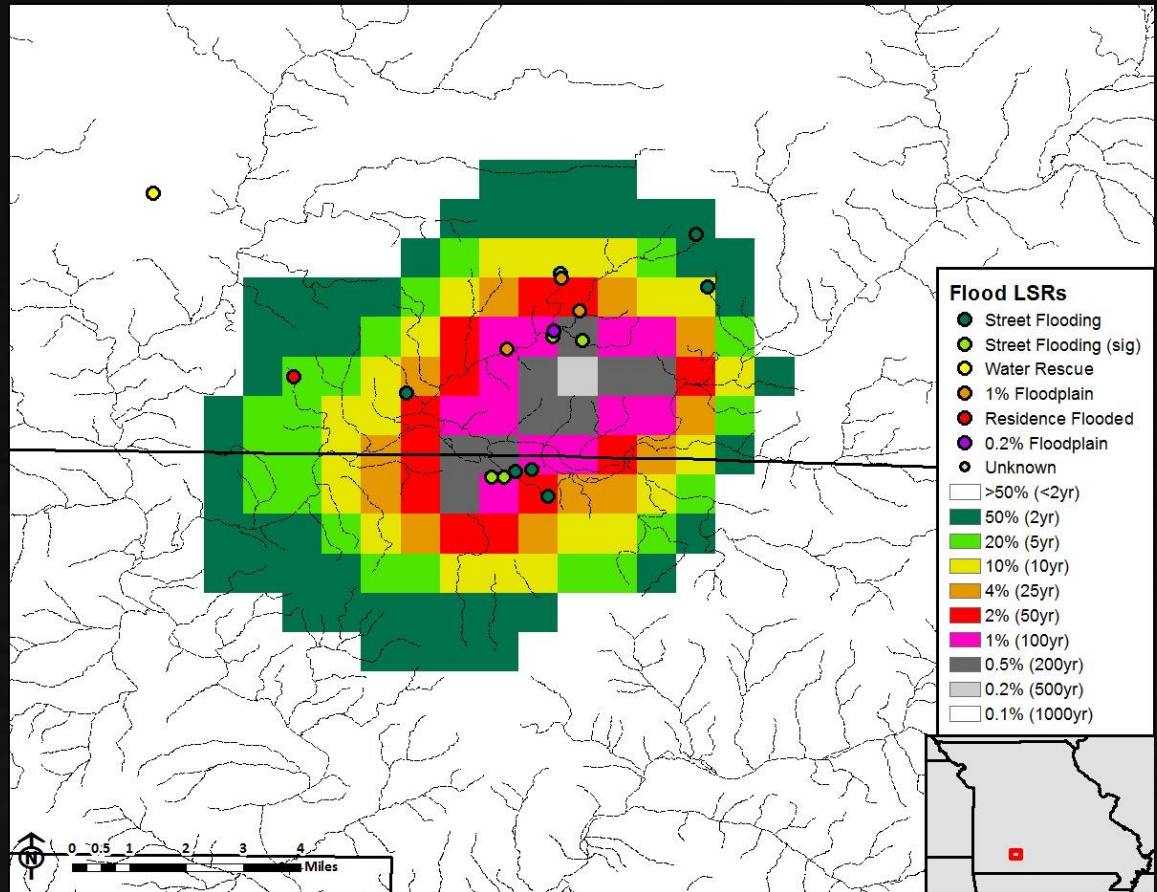 Flood LSRs
Street Flooding
Street Flooding (sig)
Water Rescue
1% Floodplain
Residence Flooded
0.2% Floodplain
Unknown
>50% (<2yr)
50% (2yr)
20% (5yr)
10% (10yr)
4% (25yr)
2% (50yr)
1% (100yr)
0.5% (200yr)
0.2% (500yr)
0.1% (1000yr)
N
0 0.5 1 2 3 4
Miles